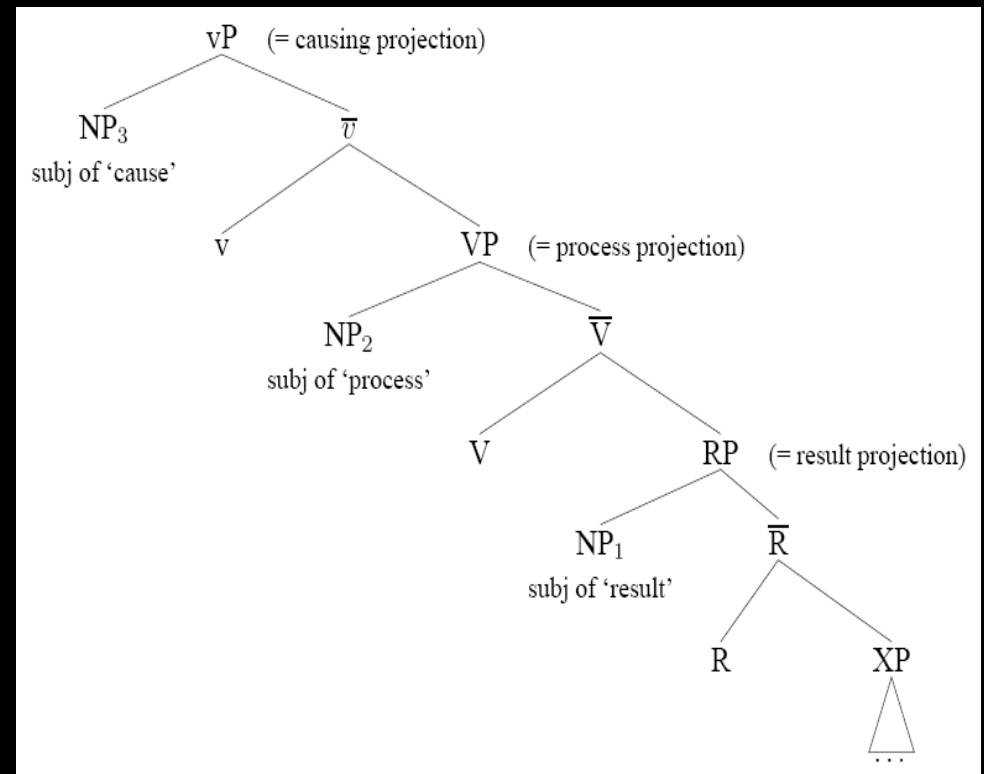 vP (= causing projection)
NP₃ v̅
subj of ‘cause’
v VP (= process projection)
NP₂ V̅
subj of ‘process’
V RP (= result projection)
NP₁ R̅
subj of ‘result’
R XP
...